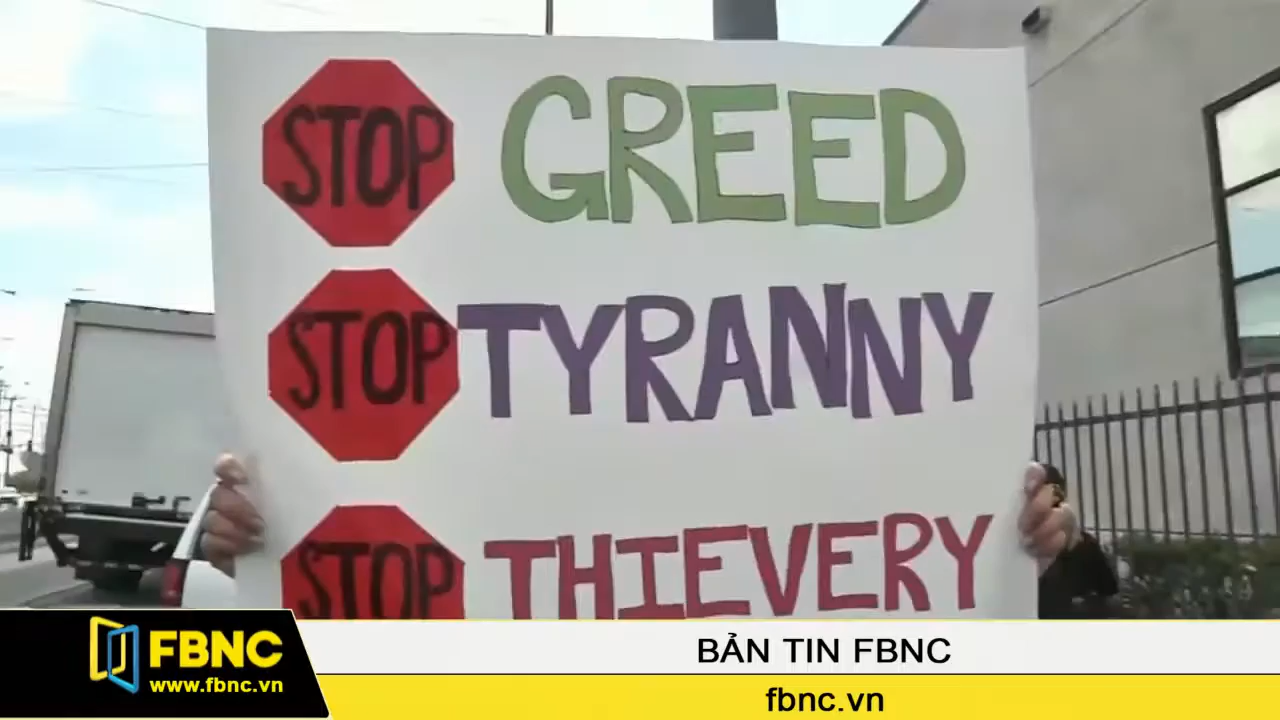 STOP GREED
STOP TYRANNY
STOP THIEVERY
FBNC
www.fbnc.vn
BẢN TIN FBNC
fbnc.vn